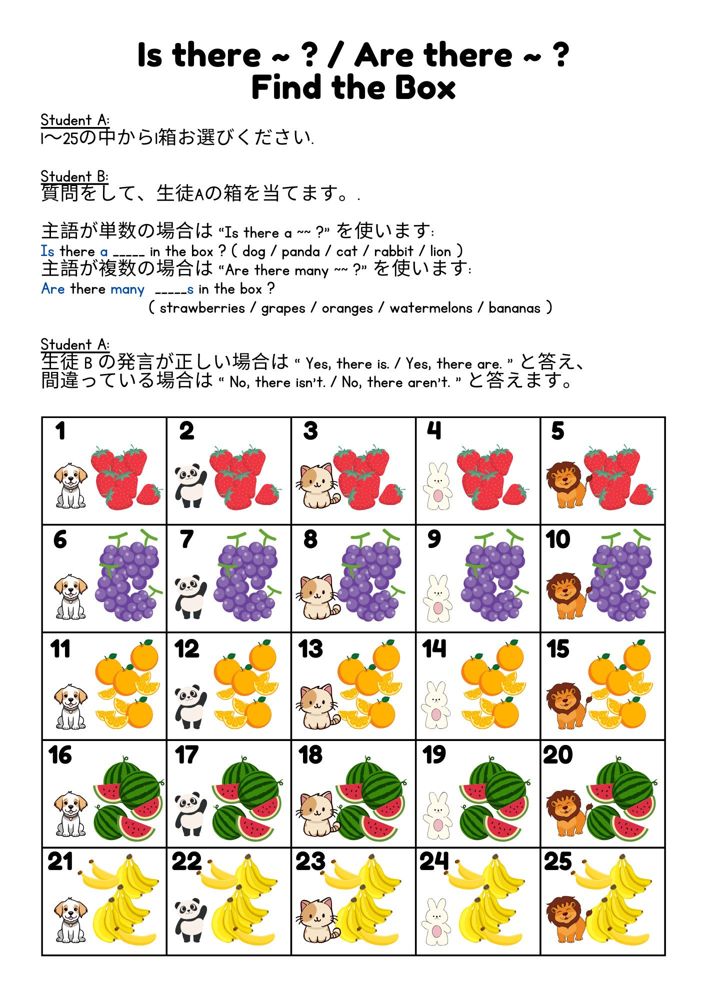 Is there ~ ? / Are there ~ ?
Find the Box
Student A:
1〜25の中から1箱お選びください.
Student B:
質問をして、生徒Aの箱を当てます。.
主語が単数の場合は “Is there a ~~ ?” を使います:
Is there a _____ in the box ? ( dog / panda / cat / rabbit / lion )
主語が複数の場合は “Are there many ~~ ?” を使います:
Are there many _____s in the box ?
( strawberries / grapes / oranges / watermelons / bananas )
Student A:
生徒 B の発言が正しい場合は “ Yes, there is. / Yes, there are. ” と答え、
間違っている場合は “ No, there isn't. / No, there aren't. ” と答えます。
1 2 3 4 5
6 7 8 9 10
11 12 13 14 15
16 17 18 19 20
21 22 23 24 25